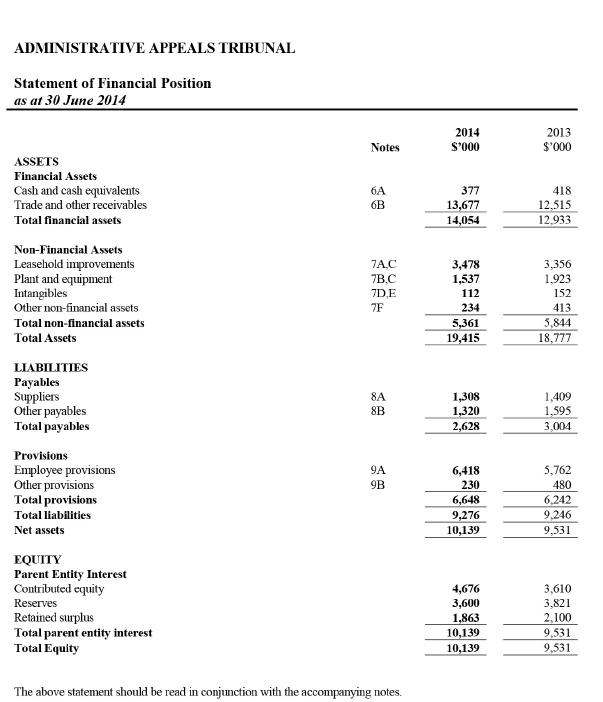 ADMINISTRATIVE APPEALS TRIBUNAL
Statement of Financial Position
as at 30 June 2014
2014 2013
Notes $'000 $'000
ASSETS
Financial Assets
Cash and cash equivalents 6A 377 418
Trade and other receivables 6B 13,677 12,515
Total financial assets 14,054 12,933
Non-Financial Assets
Leasehold improvements 7A,C 3,478 3,356
Plant and equipment 7B,C 1,537 1,923
Intangibles 7D,E 112 152
Other non-financial assets 7F 234 413
Total non-financial assets 5,361 5,844
Total Assets 19,415 18,777
LIABILITIES
Payables
Suppliers 8A 1,308 1,409
Other payables 8B 1,320 1,595
Total payables 2,628 3,004
Provisions
Employee provisions 9A 6,418 5,762
Other provisions 9B 230 480
Total provisions 6,648 6,242
Total liabilities 9,276 9,246
Net assets 10,139 9,531
EQUITY
Parent Entity Interest
Contributed equity 4,676 3,610
Reserves 3,600 3,821
Retained surplus 1,863 2,100
Total parent entity interest 10,139 9,531
Total Equity 10,139 9,531
The above statement should be read in conjunction with the accompanying notes.